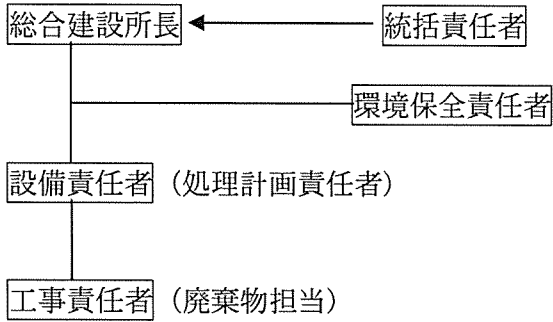 総合建設所長
統括責任者
環境保全責任者
設備責任者（処理計画責任者）
工事責任者（廃棄物担当）